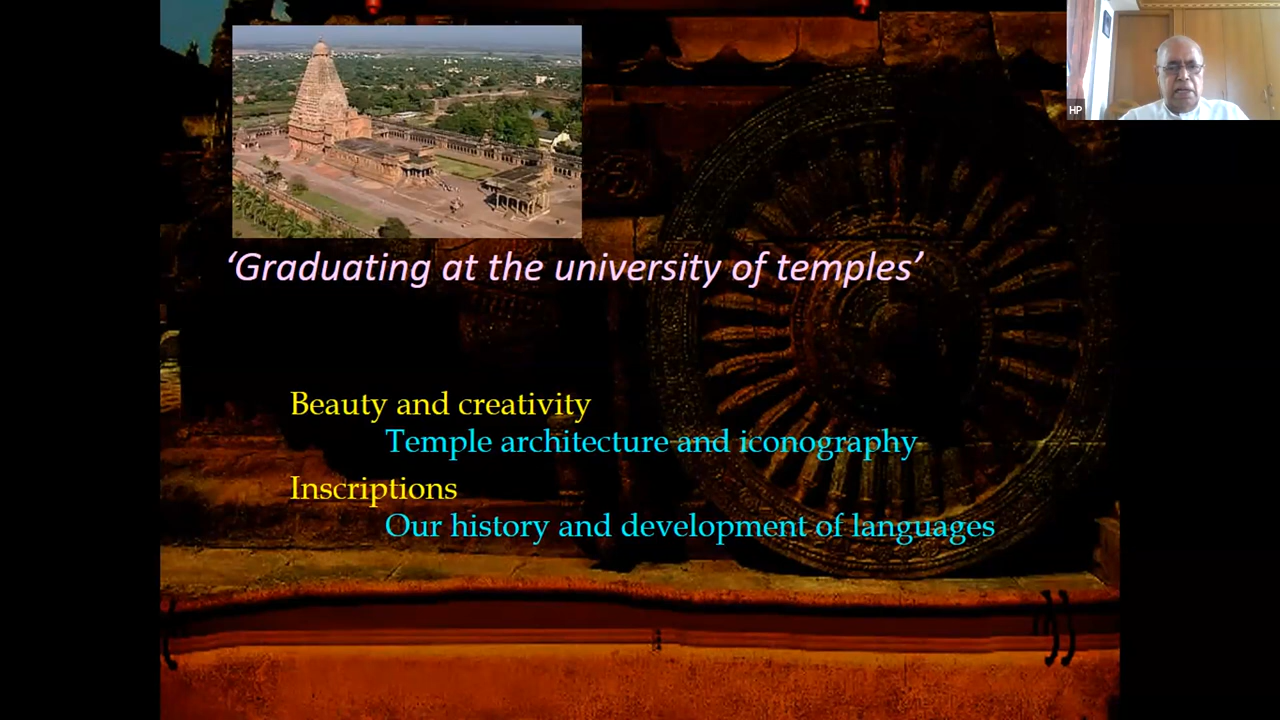 HP
‘Graduating at the university of temples’
Beauty and creativity
Temple architecture and iconography
Inscriptions
Our history and development of languages